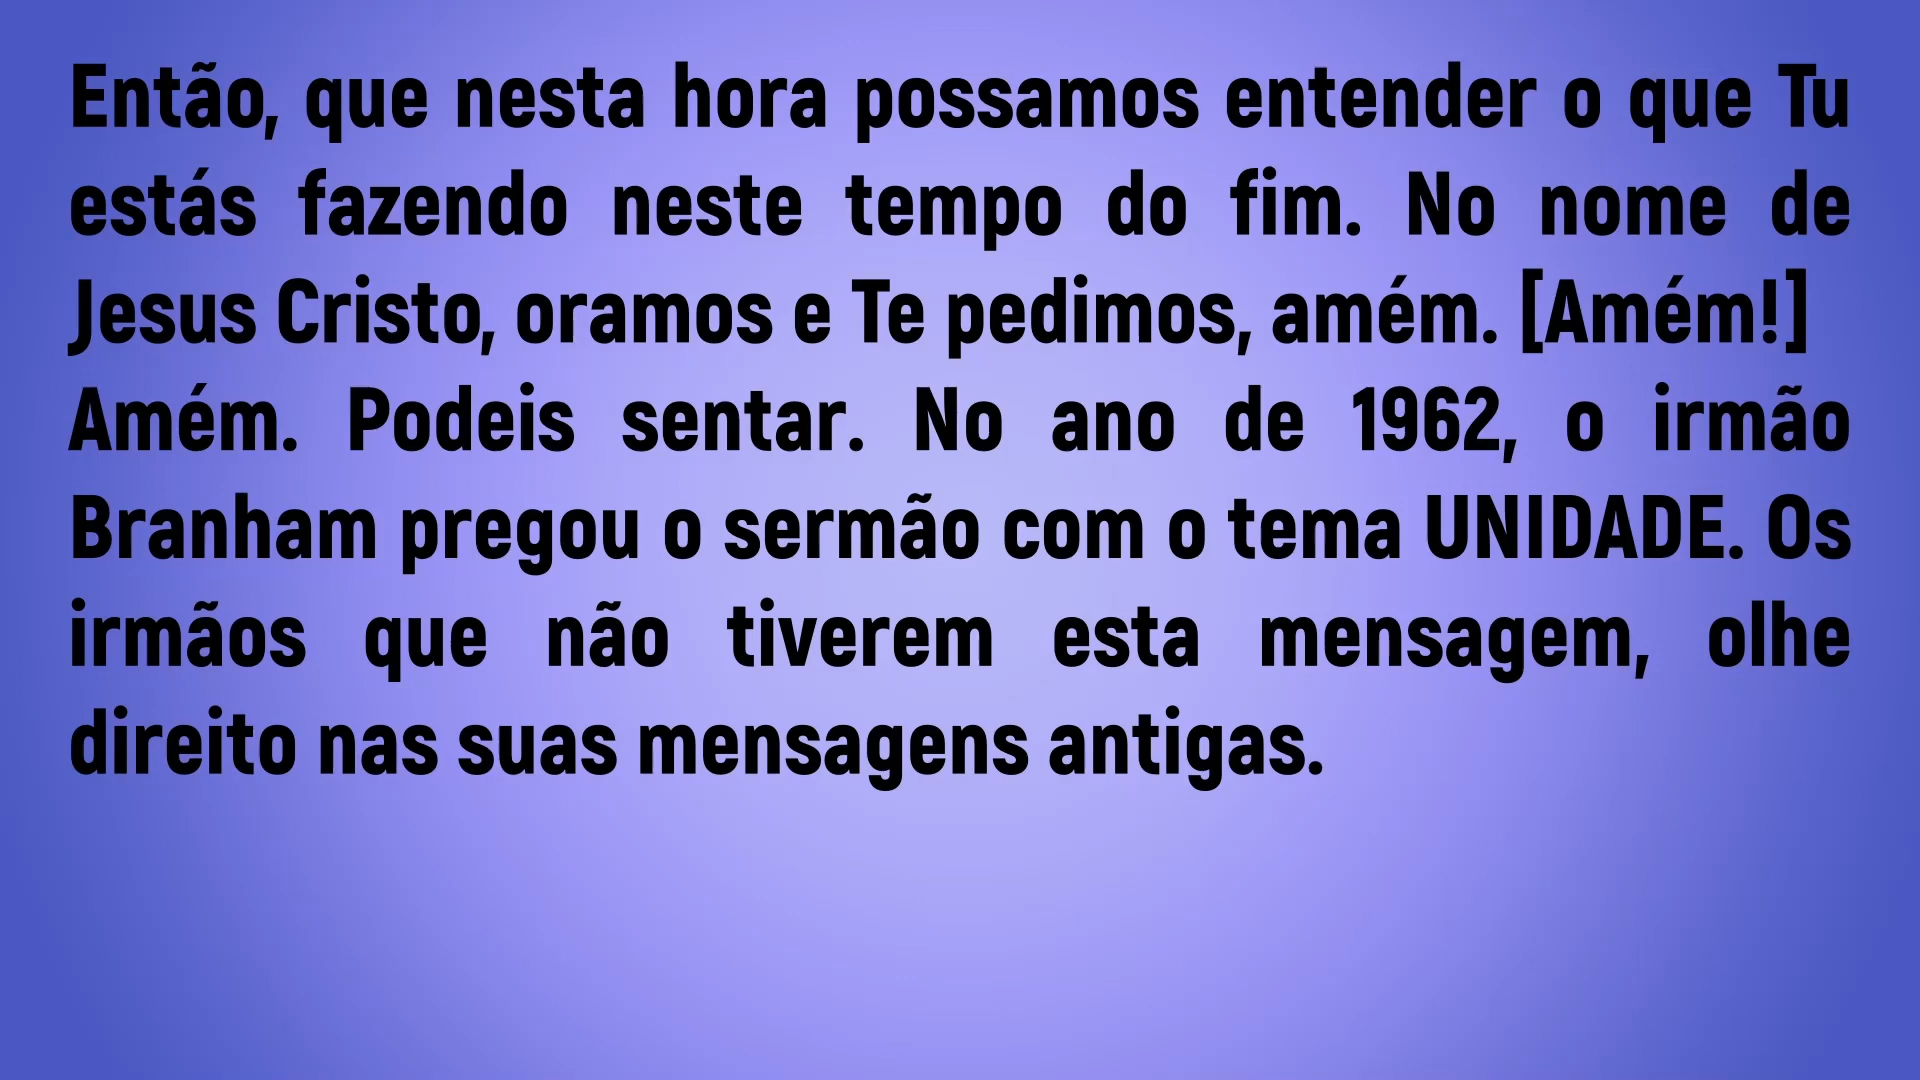 Então, que nesta hora possamos entender o que Tu
estás fazendo neste tempo do fim. No nome de
Jesus Cristo, oramos e Te pedimos, amém. [Amém!]
Amém. Podeis sentar. No ano de 1962, o irmão
Branham pregou o sermão com o tema UNIDADE. Os
irmãos que não tiverem esta mensagem, olhe
direito nas suas mensagens antigas.